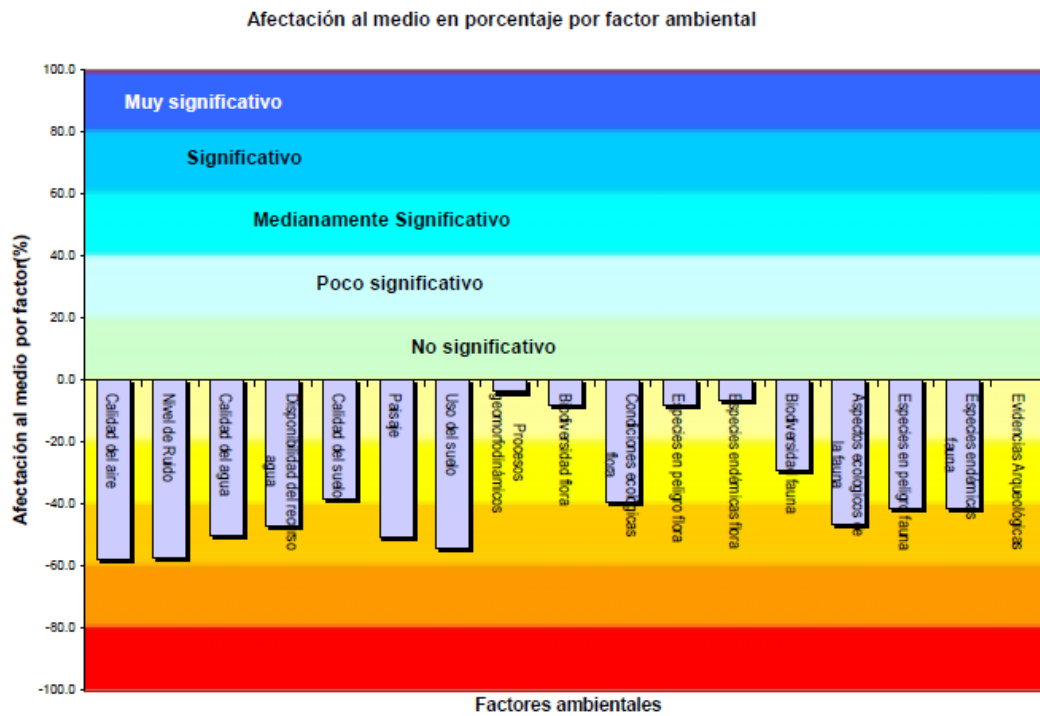 Afectación al medio en porcentaje por factor ambiental
Afectación al medio por factor(%)
100.0
80.0
60.0
40.0
20.0
0.0
-20.0
-40.0
-60.0
-80.0
-100.0
Muy significativo
Significativo
Medianamente Significativo
Poco significativo
No significativo
Calidad del aire
Nivel de Ruido
Calidad del agua
Disponibilidad del recurso
agua
Calidad del suelo
Paisaje
Uso del suelo
Procesos
geomorfodinámicos
Biodiversidad flora
Condiciones ecológicas
flora
Especies en peligro flora
Especies endémicas flora
Biodiversidad fauna
Aspectos ecologicos de
la fauna
Especies en peligro fauna
Especies endémicas
fauna
Evidencias Arqueológicas
Factores ambientales